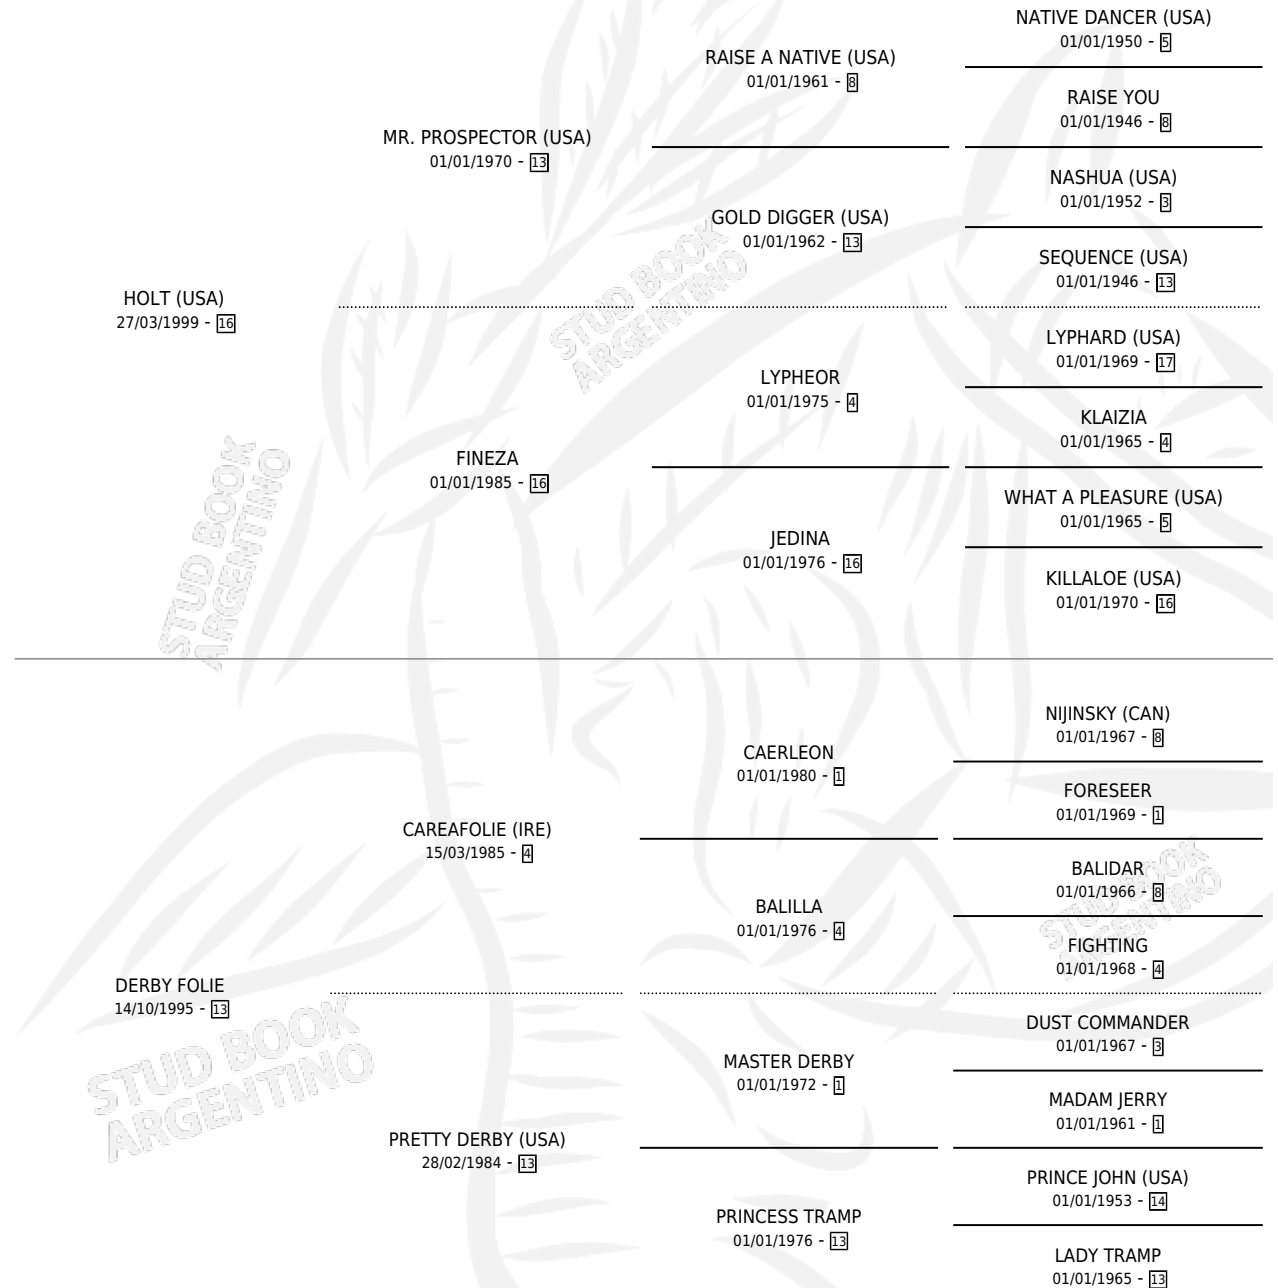 NATIVE DANCER (USA)
01/01/1950 - 5
RAISE A NATIVE (USA)
01/01/1961 - 8
RAISE YOU
01/01/1946 - 8
MR. PROSPECTOR (USA)
01/01/1970 - 13
NASHUA (USA)
01/01/1952 - 3
GOLD DIGGER (USA)
01/01/1962 - 13
SEQUENCE (USA)
01/01/1946 - 13
HOLT (USA)
27/03/1999 - 16
LYPHARD (USA)
01/01/1969 - 17
LYPHEOR
01/01/1975 - 4
KLAIZIA
01/01/1965 - 4
FINEZA
01/01/1985 - 16
WHAT A PLEASURE (USA)
01/01/1965 - 5
JEDINA
01/01/1976 - 16
KILLALOE (USA)
01/01/1970 - 16
NIJINSKY (CAN)
01/01/1967 - 8
CAERLEON
01/01/1980 - 1
FORESEER
01/01/1969 - 1
CAREAFOLIE (IRE)
15/03/1985 - 4
BALIDAR
01/01/1966 - 8
BALILLA
01/01/1976 - 4
FIGHTING
01/01/1968 - 4
DERBY FOLIE
14/10/1995 - 13
DUST COMMANDER
01/01/1967 - 3
MASTER DERBY
01/01/1972 - 1
MADAM JERRY
01/01/1961 - 1
PRETTY DERBY (USA)
28/02/1984 - 13
PRINCE JOHN (USA)
01/01/1953 - 14
PRINCESS TRAMP
01/01/1976 - 13
LADY TRAMP
01/01/1965 - 13
STUD BOOK
ARGENTINO
STUD BOOK
ARGENTINO
STUD BOOK
ARGENTINO
STUD BOOK
ARGENTINO